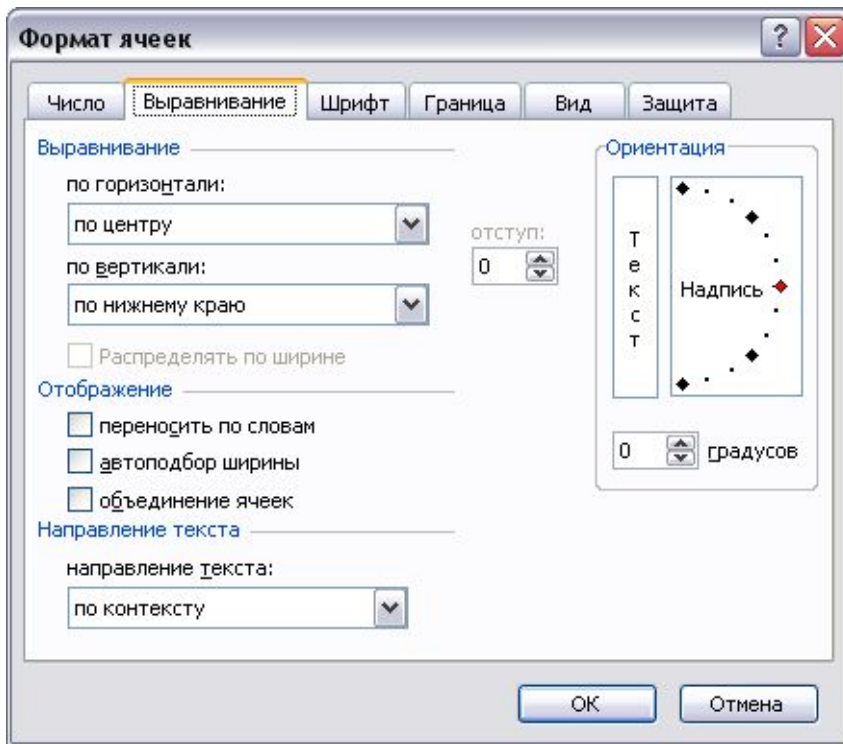 Формат ячеек
Число Выравнивание Шрифт Граница Вид Защита
Выравнивание
по горизонтали:
по центру
отступ:
0
по вертикали:
по нижнему краю
Распределять по ширине
Отображение
переносить по словам
автоподбор ширины
объединение ячеек
Направление текста
направление текста:
по контексту
Ориентация
Текст
Надпись
0 градусов
ОК Отмена